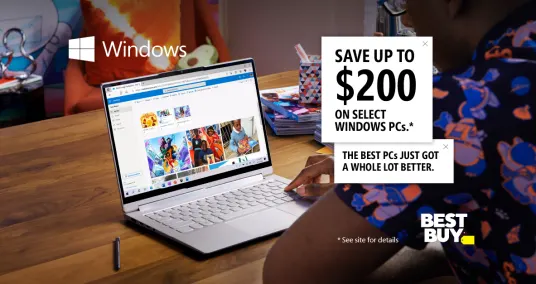 Windows
SAVE UP TO
$200
ON SELECT
WINDOWS PCs.*
THE BEST PCs JUST GOT
A WHOLE LOT BETTER.
BEST
BUY
* See site for details